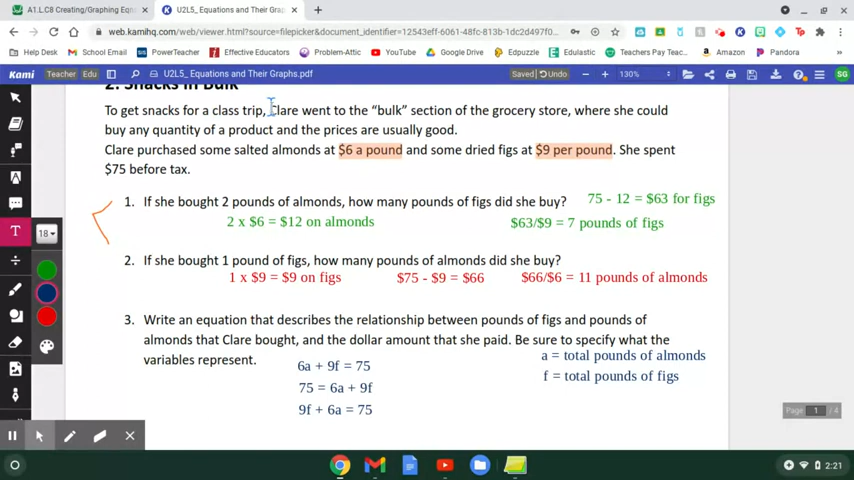 A1.L.C8 Creating/Graphing Equ
U2L5_ Equations and Their Graphs
web.kamihq.com/web/viewer.html?source=filepicker&document_identifier=12543eff-6061-48fc-813b-1dc2d497f0...
Help Desk School Email SIS PowerTeacher Effective Educators Problem-Attic YouTube Google Drive Edpuzzle Edulastic Teachers Pay Teac... Amazon Pandora
Kami Teacher Edu U2L5_ Equations and Their Graphs.pdf Saved Undo 130% SG
2. Snacks in Bulk
To get snacks for a class trip, Clare went to the “bulk” section of the grocery store, where she could
buy any quantity of a product and the prices are usually good.
Clare purchased some salted almonds at $6 a pound and some dried figs at $9 per pound. She spent
$75 before tax.
1. If she bought 2 pounds of almonds, how many pounds of figs did she buy? 75 - 12 = $63 for figs
2 x $6 = $12 on almonds $63/$9 = 7 pounds of figs
18
2. If she bought 1 pound of figs, how many pounds of almonds did she buy?
1 x $9 = $9 on figs $75 - $9 = $66 $66/$6 = 11 pounds of almonds
3. Write an equation that describes the relationship between pounds of figs and pounds of
almonds that Clare bought, and the dollar amount that she paid. Be sure to specify what the
variables represent. a = total pounds of almonds
6a + 9f = 75 f = total pounds of figs
75 = 6a + 9f
9f + 6a = 75
Page 1 / 4
2:21